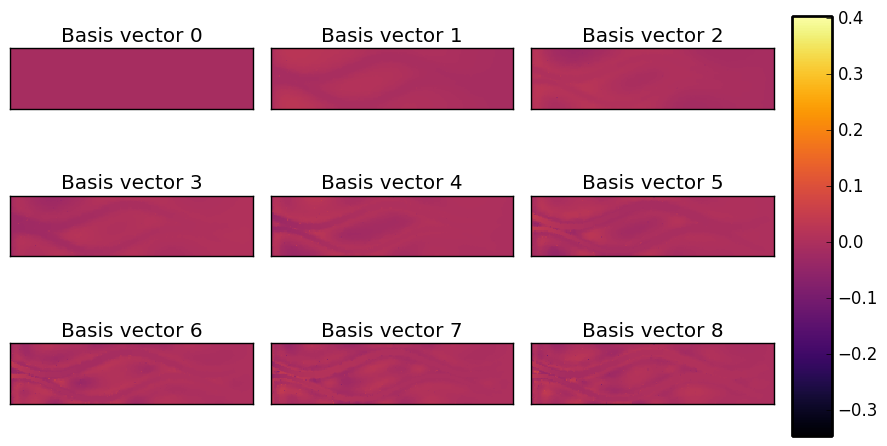 Basis vector 0
Basis vector 1
Basis vector 2
Basis vector 3
Basis vector 4
Basis vector 5
Basis vector 6
Basis vector 7
Basis vector 8
0.4
0.3
0.2
0.1
0.0
−0.1
−0.2
−0.3